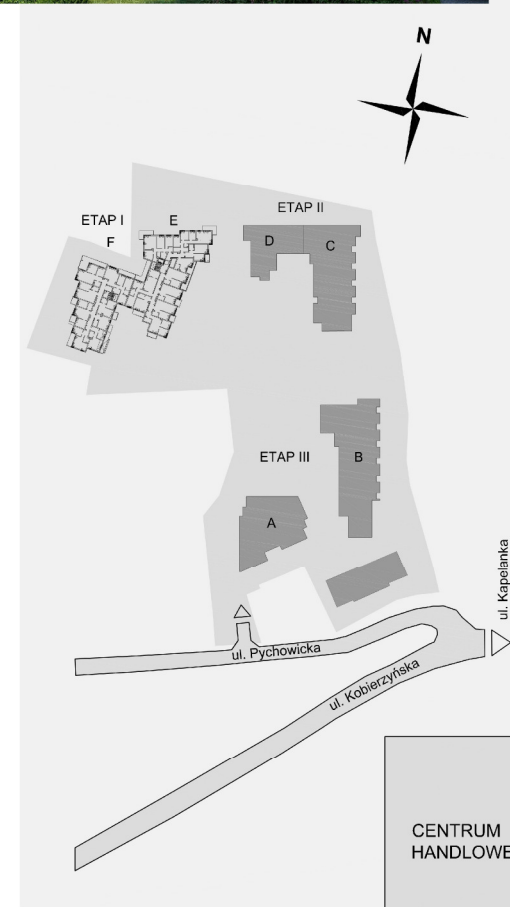 N
ETAP I
E
F
ETAP II
D
C
ETAP III
B
A
ul. Pychowicka
ul. Kobierzyńska
ul. Kapelanka
CENTRUM
HANDLOWE